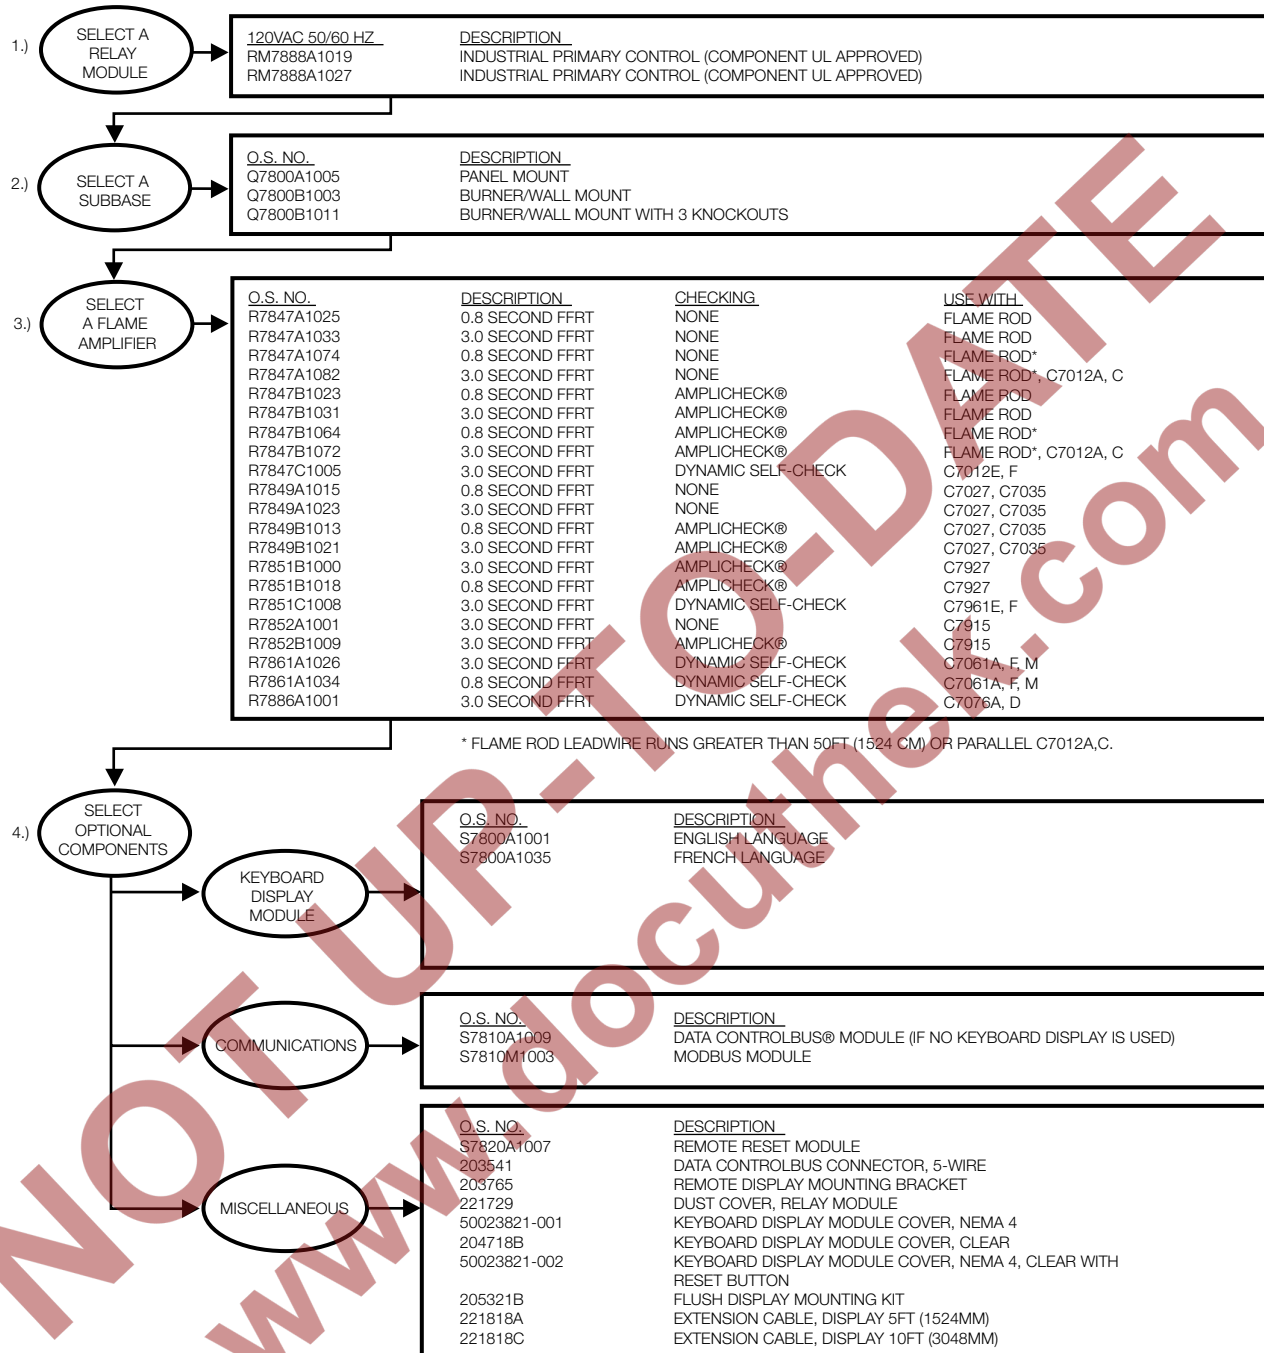 1.) SELECT A
RELAY
MODULE
120VAC 50/60 HZ DESCRIPTION
RM7888A1019 INDUSTRIAL PRIMARY CONTROL (COMPONENT UL APPROVED)
RM7888A1027 INDUSTRIAL PRIMARY CONTROL (COMPONENT UL APPROVED)
2.) SELECT A
SUBBASE
O.S. NO. DESCRIPTION
Q7800A1005 PANEL MOUNT
Q7800B1003 BURNER/WALL MOUNT
Q7800B1011 BURNER/WALL MOUNT WITH 3 KNOCKOUTS
3.) SELECT
A FLAME
AMPLIFIER
O.S. NO. DESCRIPTION CHECKING USE WITH
R7847A1025 0.8 SECOND FFRT NONE FLAME ROD
R7847A1033 3.0 SECOND FFRT NONE FLAME ROD
R7847A1074 0.8 SECOND FFRT NONE FLAME ROD*
R7847A1082 3.0 SECOND FFRT NONE FLAME ROD*, C7012A, C
R7847B1023 0.8 SECOND FFRT AMPLICHECK® FLAME ROD
R7847B1031 3.0 SECOND FFRT AMPLICHECK® FLAME ROD
R7847B1064 0.8 SECOND FFRT AMPLICHECK® FLAME ROD*
R7847B1072 3.0 SECOND FFRT AMPLICHECK® FLAME ROD*, C7012A, C
R7847C1005 3.0 SECOND FFRT DYNAMIC SELF-CHECK C7012E, F
R7849A1015 0.8 SECOND FFRT NONE C7027, C7035
R7849A1023 3.0 SECOND FFRT NONE C7027, C7035
R7849B1013 0.8 SECOND FFRT AMPLICHECK® C7027, C7035
R7849B1021 3.0 SECOND FFRT AMPLICHECK® C7027, C7035
R7851B1000 3.0 SECOND FFRT AMPLICHECK® C7927
R7851B1018 0.8 SECOND FFRT AMPLICHECK® C7927
R7851C1008 3.0 SECOND FFRT DYNAMIC SELF-CHECK C7961E, F
R7852A1001 3.0 SECOND FFRT NONE C7915
R7852B1009 3.0 SECOND FFRT AMPLICHECK® C7915
R7861A1026 3.0 SECOND FFRT DYNAMIC SELF-CHECK C7061A, F, M
R7861A1034 0.8 SECOND FFRT DYNAMIC SELF-CHECK C7061A, F, M
R7886A1001 3.0 SECOND FFRT DYNAMIC SELF-CHECK C7076A, D
* FLAME ROD LEADWIRE RUNS GREATER THAN 50FT (1524 CM) OR PARALLEL C7012A,C.
4.) SELECT
OPTIONAL
COMPONENTS
KEYBOARD
DISPLAY
MODULE
O.S. NO. DESCRIPTION
S7800A1001 ENGLISH LANGUAGE
S7800A1035 FRENCH LANGUAGE
COMMUNICATIONS
O.S. NO. DESCRIPTION
S7810A1009 DATA CONTROLBUS® MODULE (IF NO KEYBOARD DISPLAY IS USED)
S7810M1003 MODBUS MODULE
MISCELLANEOUS
O.S. NO. DESCRIPTION
S7820A1007 REMOTE RESET MODULE
203541 DATA CONTROLBUS CONNECTOR, 5-WIRE
203765 REMOTE DISPLAY MOUNTING BRACKET
221729 DUST COVER, RELAY MODULE
50023821-001 KEYBOARD DISPLAY MODULE COVER, NEMA 4
204718B KEYBOARD DISPLAY MODULE COVER, CLEAR
50023821-002 KEYBOARD DISPLAY MODULE COVER, NEMA 4, CLEAR WITH
RESET BUTTON
205321B FLUSH DISPLAY MOUNTING KIT
221818A EXTENSION CABLE, DISPLAY 5FT (1524MM)
221818C EXTENSION CABLE, DISPLAY 10FT (3048MM)
NOT UP-TO-DATE
www.docuthek.com